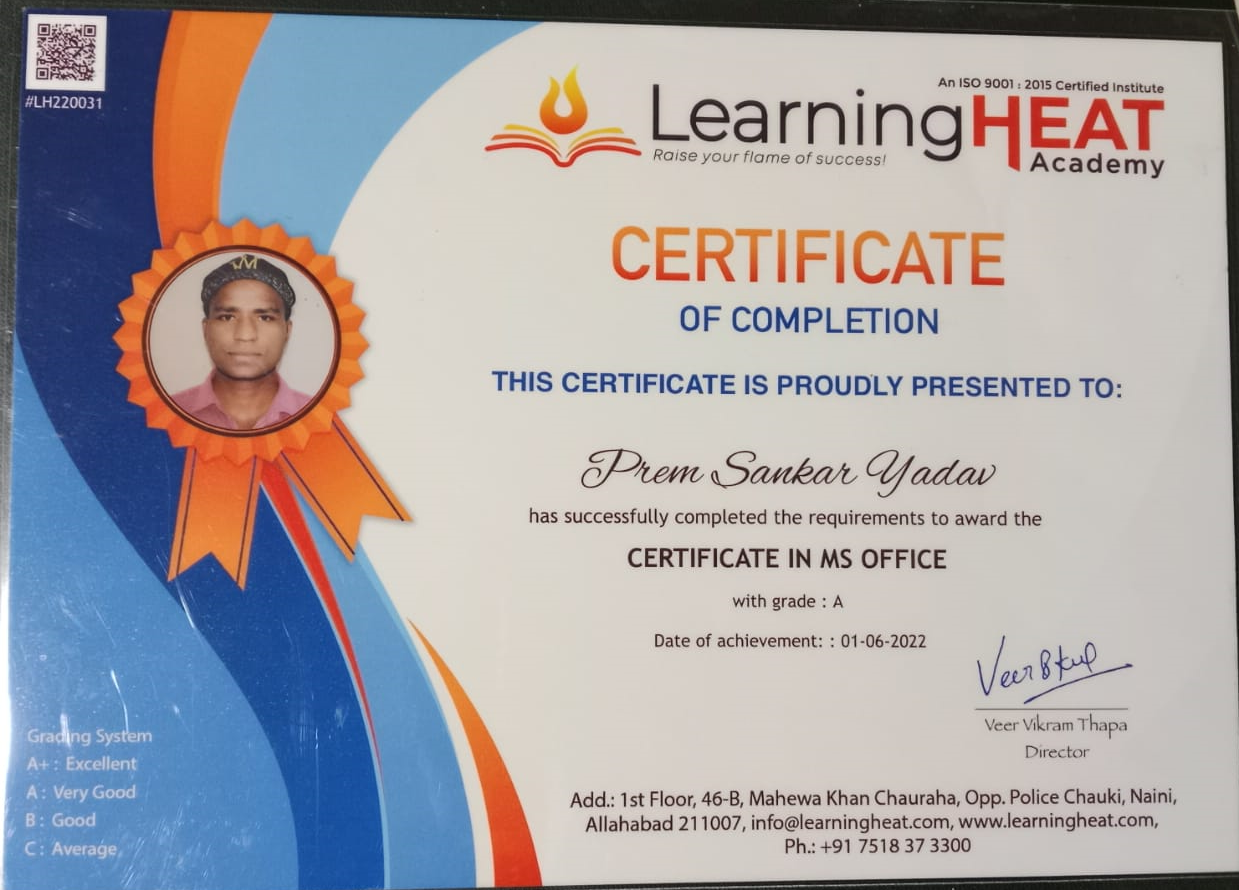 #LH220031
An ISO 9001 : 2015 Certified Institute
LearningHEAT
Raise your flame of success!
Academy
CERTIFICATE
OF COMPLETION
THIS CERTIFICATE IS PROUDLY PRESENTED TO:
Prem Sankar Yadav
has successfully completed the requirements to award the
CERTIFICATE IN MS OFFICE
with grade : A
Date of achievement: : 01-06-2022
Veer Vikram Thapa
Director
Grading System
A+ : Excellent
A : Very Good
B : Good
C : Average
Add.: 1st Floor, 46-B, Mahewa Khan Chauraha, Opp. Police Chauki, Naini,
Allahabad 211007, info@learningheat.com, www.learningheat.com,
Ph.: +91 7518 37 3300